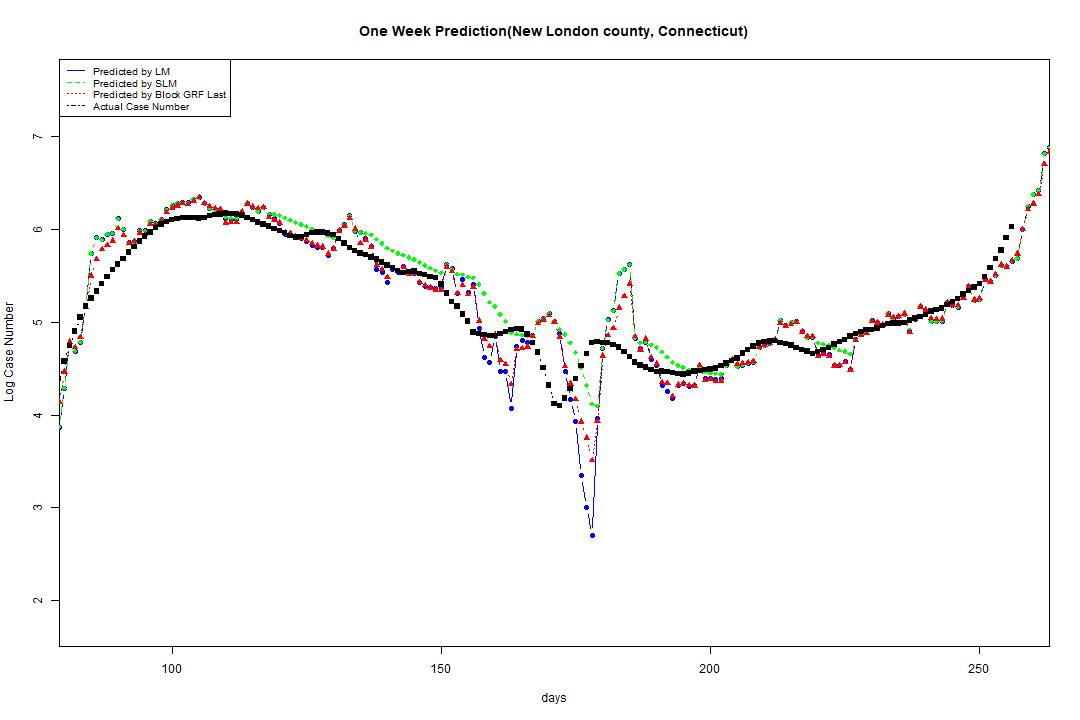 One Week Prediction(New London county, Connecticut)
Predicted by LM
Predicted by SLM
Predicted by Block GRF Last
Actual Case Number
7
6
5
4
3
2
Log Case Number
100 150 200 250
days